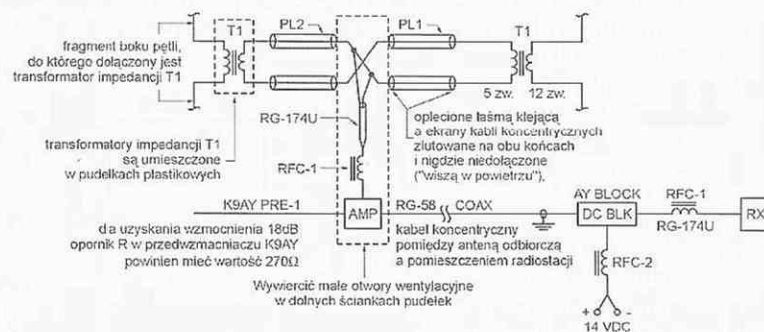 T1
PL2
PL1
T1
fragment boku pętli,
do którego dołączony jest
transformator impedancji T1
5 zw.
12 zw.
RG-174U
oplecione taśmą klejącą
a ekrany kabli koncentrycznych
zlutowane na obu końcach
i nigdzie niedołączone
("wiszą w powietrzu").
transformatory impedancji T1
są umieszczone
w pudełkach plastikowych
RFC-1
K9AY PRE-1
AMP
RG-58
COAX
AY BLOCK
DC BLK
RFC-1
RG-174U
RX
dla uzyskania wzmocnienia 18dB
opornik R w przedwzmacniaczu K9AY
powinien mieć wartość 270Ω
kabel koncentryczny
pomiędzy anteną odbiorczą
a pomieszczeniem radiostacji
RFC-2
Wywiercić małe otwory wentylacyjne
w dolnych ściankach pudełek
+ -
14 VDC